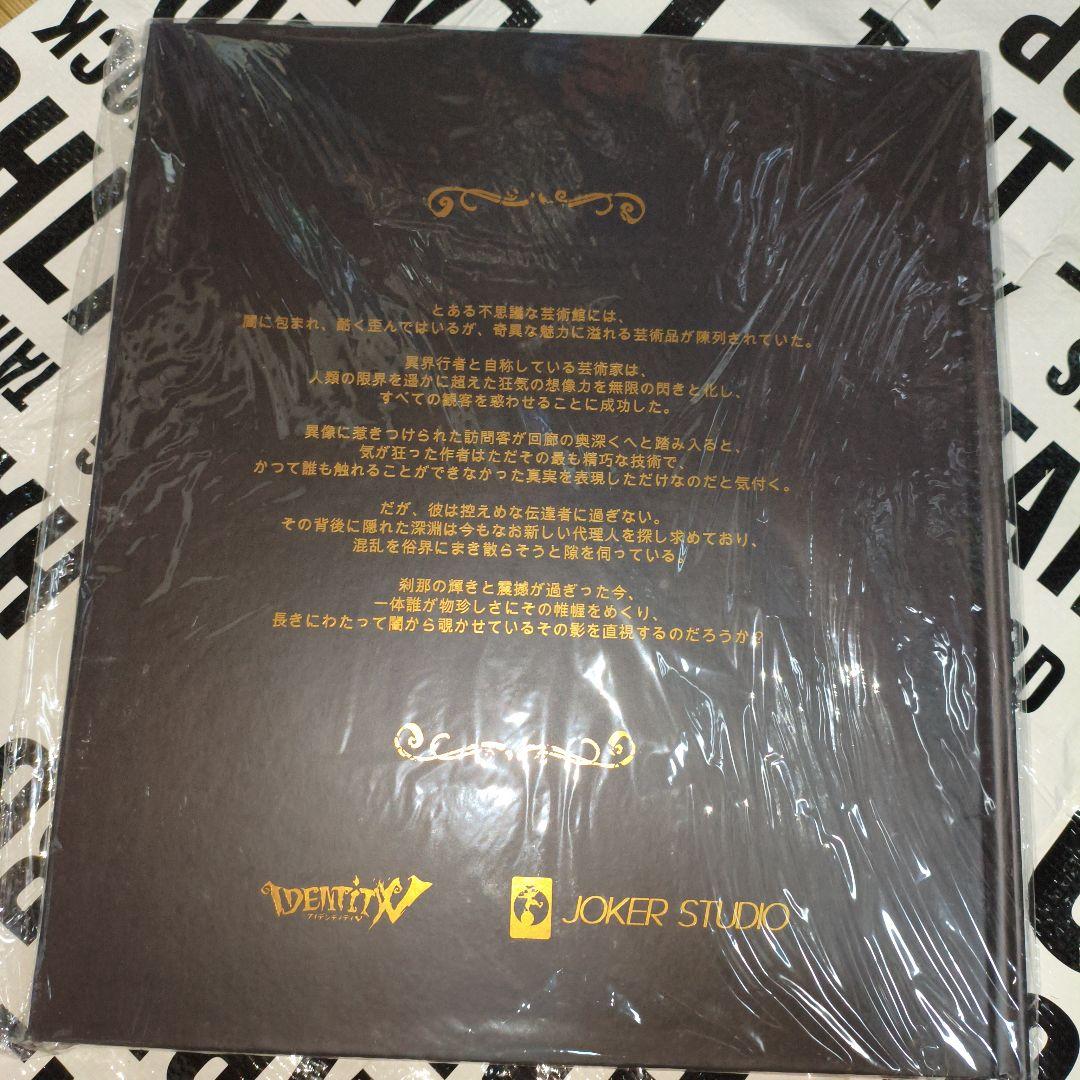 とある不思議な芸術館には、
闇に包まれ、酷く歪んではいるが、奇異な魅力に溢れる芸術品が陳列されていた。
異界行者と自称している芸術家は、
人類の限界を遥かに超えた狂気の想像力を無限の閃きと化し、
すべての観客を惑わせることに成功した。
異像に惹きつけられた訪問客が回廊の奥深くへと踏み入ると、
気が狂った作者はただその最も精巧な技術で、
かつて誰も触れることができなかった真実を表現しただけなのだと気付く。
だが、彼は控えめな伝達者に過ぎない。
その背後に隠れた深淵は今もなお新しい代理人を探し求めており、
混乱を俗界にまき散らそうと隙を伺っている。
刹那の輝きと震撼が過ぎった今、
一体誰が物珍しさにその帷幄をめくり、
長きにわたって闇から覗かせているその影を直視するのだろうか？
IDENTITY V
アイデンティティV
JOKER STUDIO